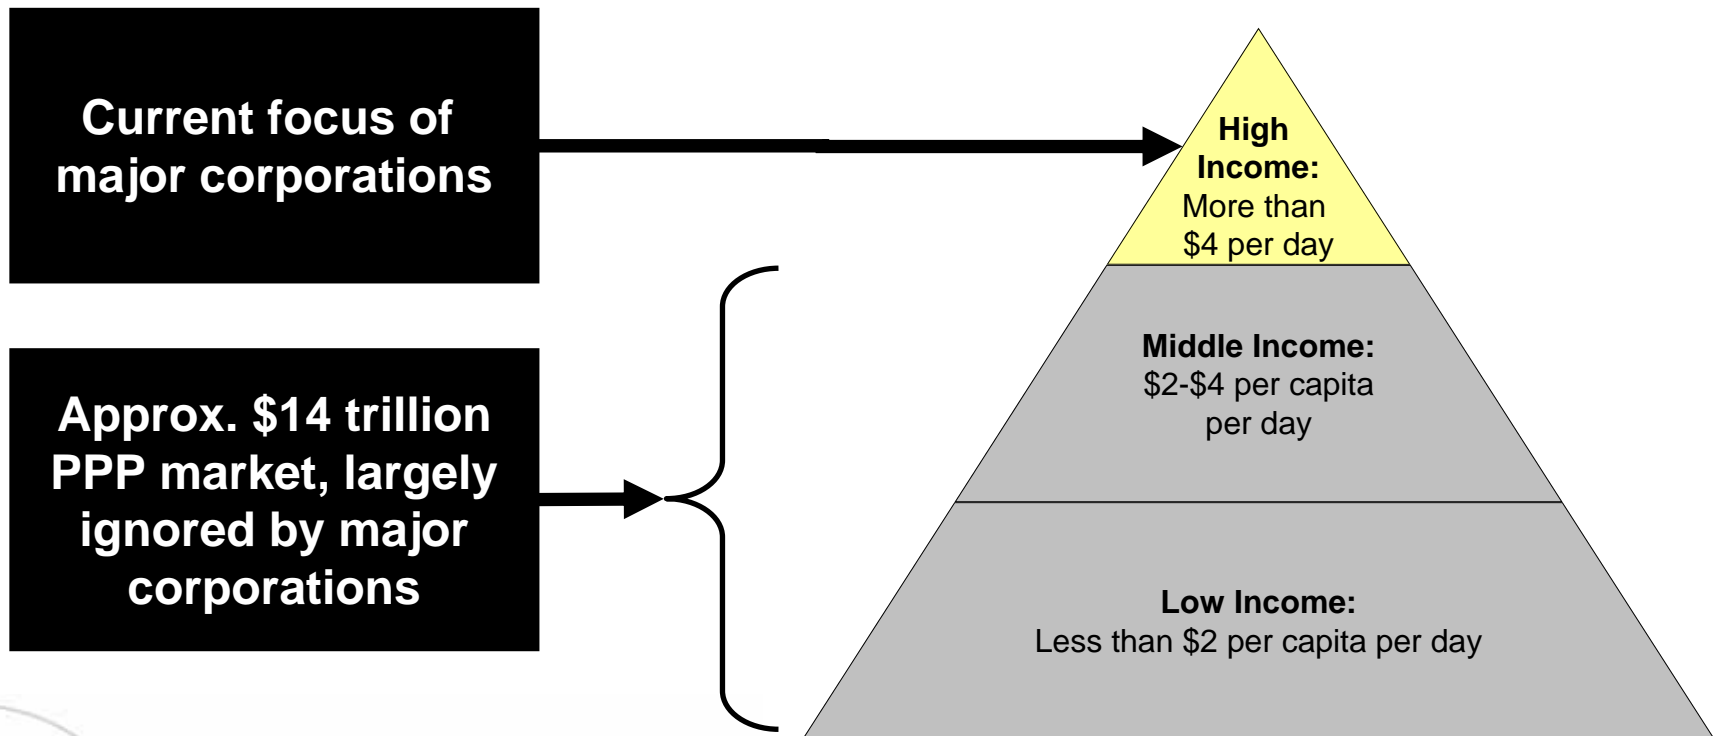 Current focus of
major corporations
High
Income:
More than
$4 per day
Middle Income:
$2-$4 per capita
per day
Approx. $14 trillion
PPP market, largely
ignored by major
corporations
Low Income:
Less than $2 per capita per day